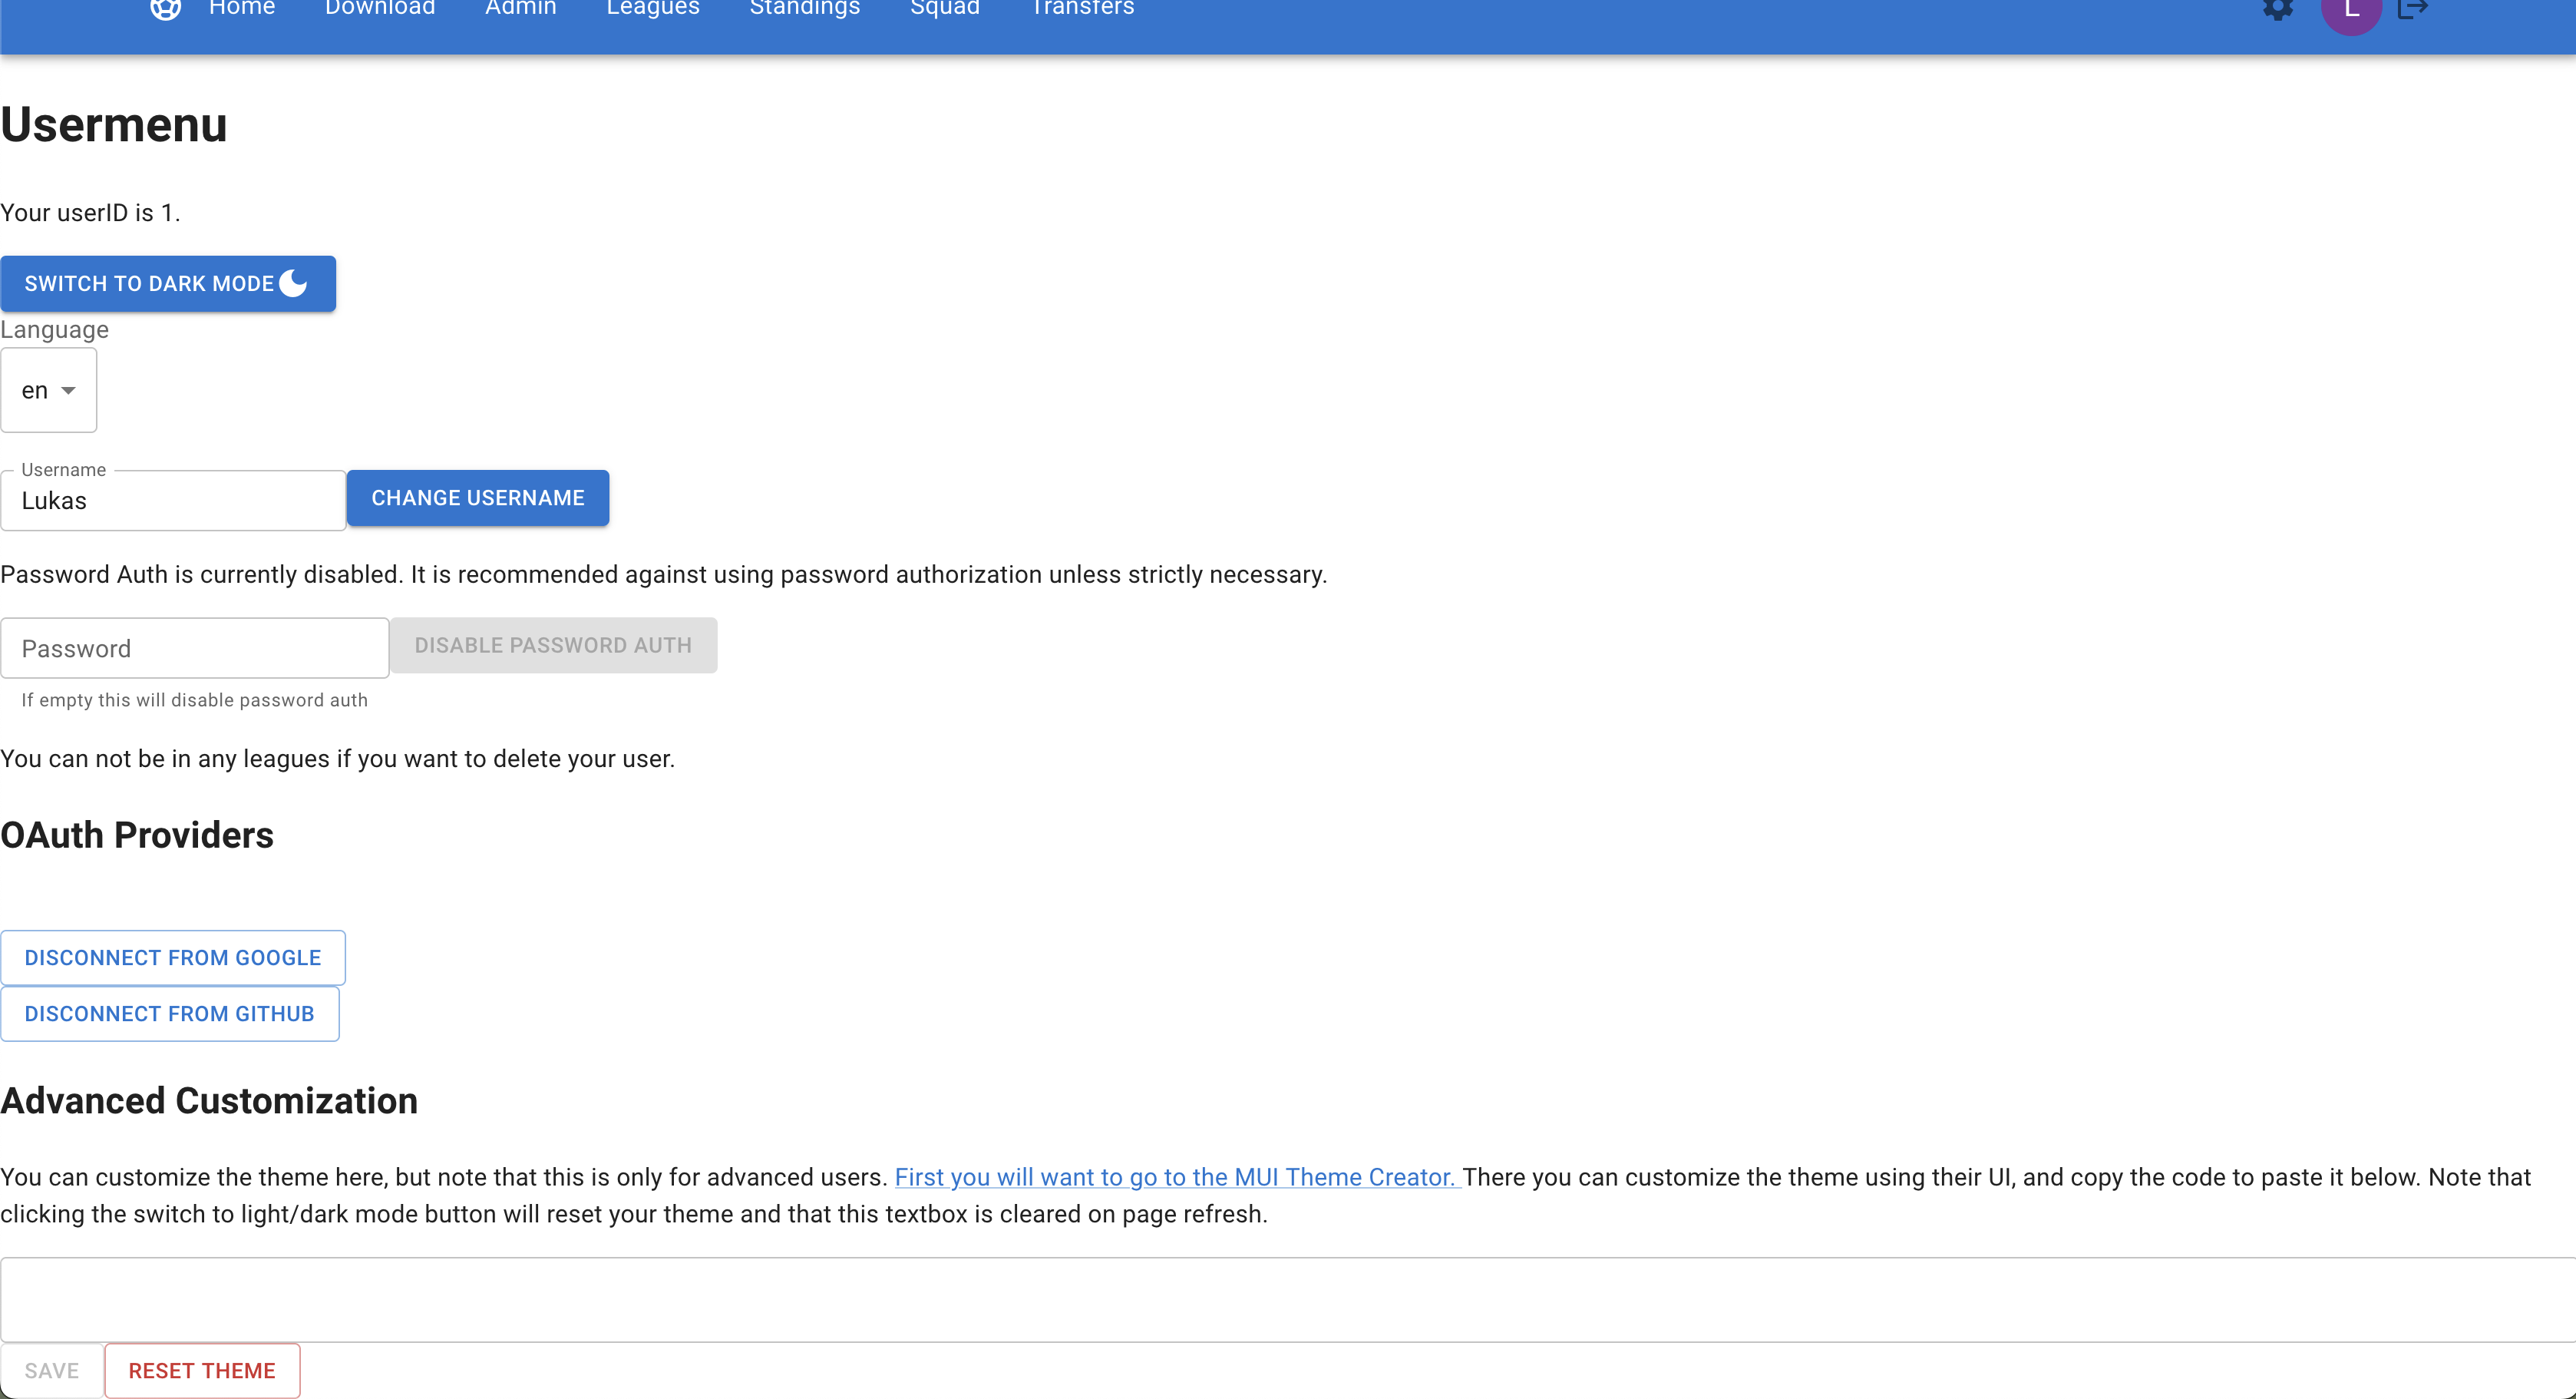 Home Download Admin Leagues Standings Squad Transfers L
Usermenu
Your userID is 1.
SWITCH TO DARK MODE
Language
en
Username
Lukas
CHANGE USERNAME
Password Auth is currently disabled. It is recommended against using password authorization unless strictly necessary.
Password
DISABLE PASSWORD AUTH
If empty this will disable password auth
You can not be in any leagues if you want to delete your user.
OAuth Providers
DISCONNECT FROM GOOGLE
DISCONNECT FROM GITHUB
Advanced Customization
You can customize the theme here, but note that this is only for advanced users. First you will want to go to the MUI Theme Creator. There you can customize the theme using their UI, and copy the code to paste it below. Note that
clicking the switch to light/dark mode button will reset your theme and that this textbox is cleared on page refresh.
SAVE RESET THEME